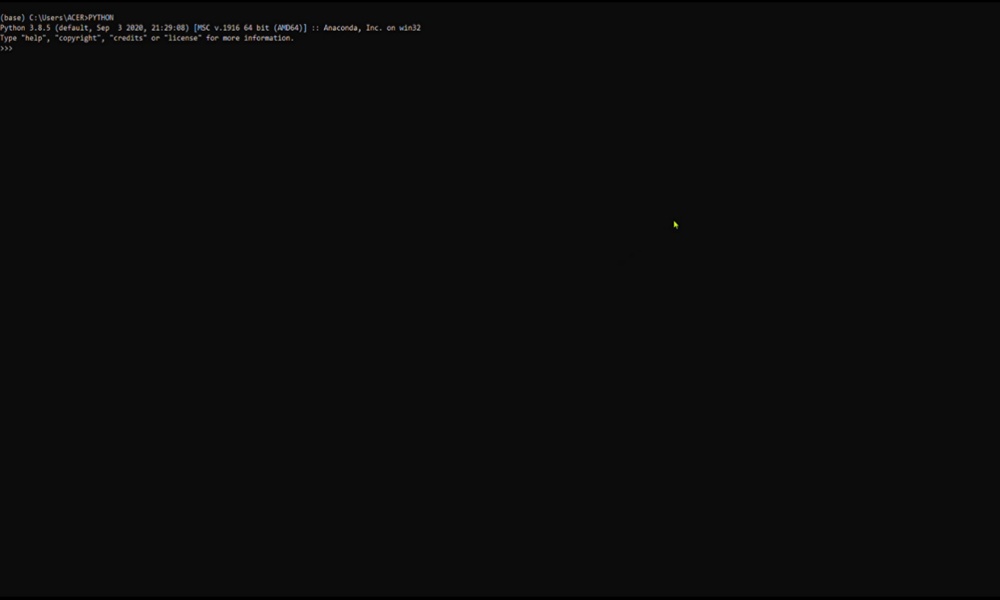 (base) C:\Users\ACER>PYTHON
Python 3.8.5 (default, Sep  3 2020, 21:29:08) [MSC v.1916 64 bit (AMD64)] :: Anaconda, Inc. on win32
Type "help", "copyright", "credits" or "license" for more information.
>>>